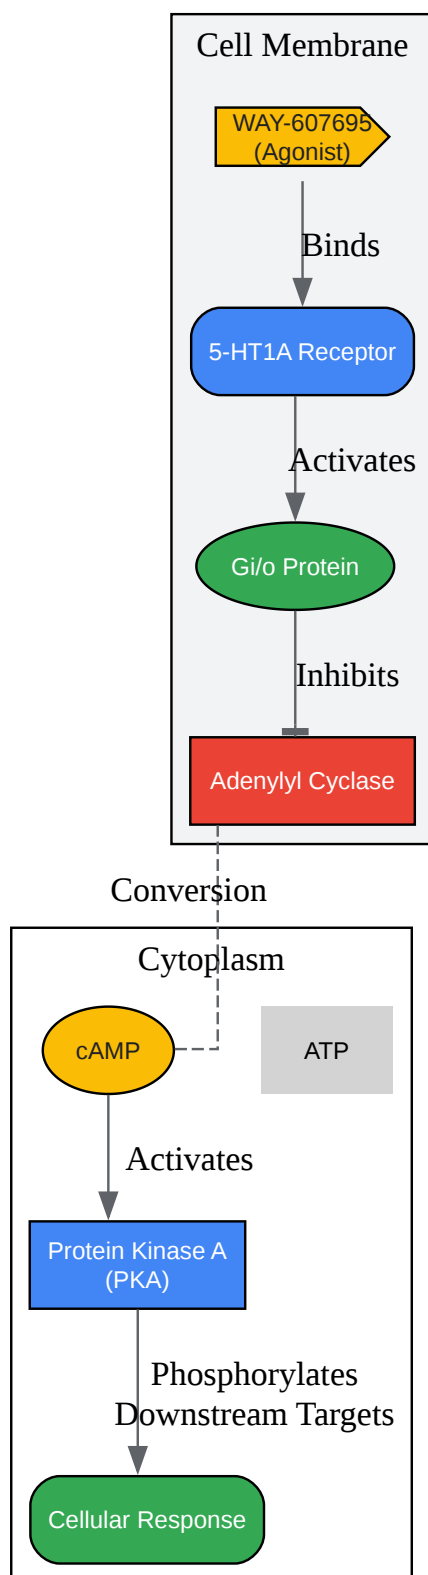 Cell Membrane
WAY-607695
(Agonist)
Binds
5-HT1A Receptor
Activates
Gi/o Protein
Inhibits
Adenylyl Cyclase
Conversion
Cytoplasm
cAMP
ATP
Activates
Protein Kinase A
(PKA)
Phosphorylates
Downstream Targets
Cellular Response